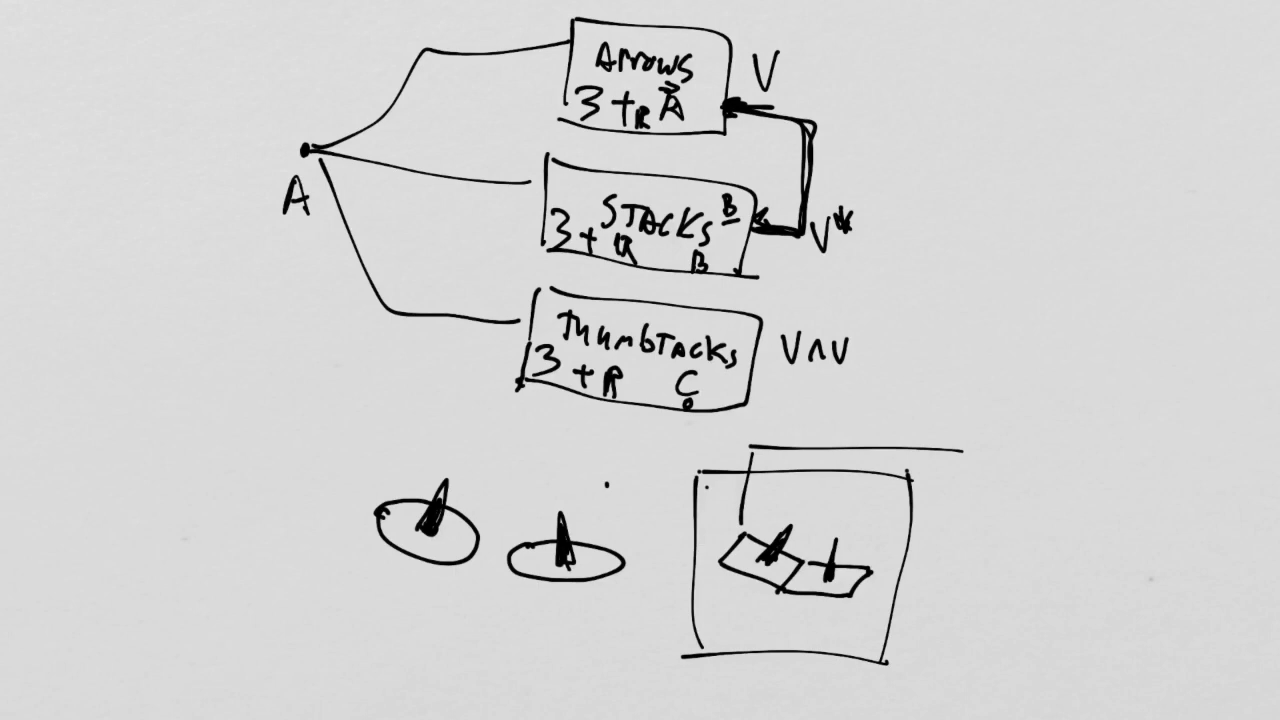 ARROWS
V
3 +R A⃗
A
STACKS B
3 + R B
V*
THUMBTACKS
V ∧ V
3 + R C